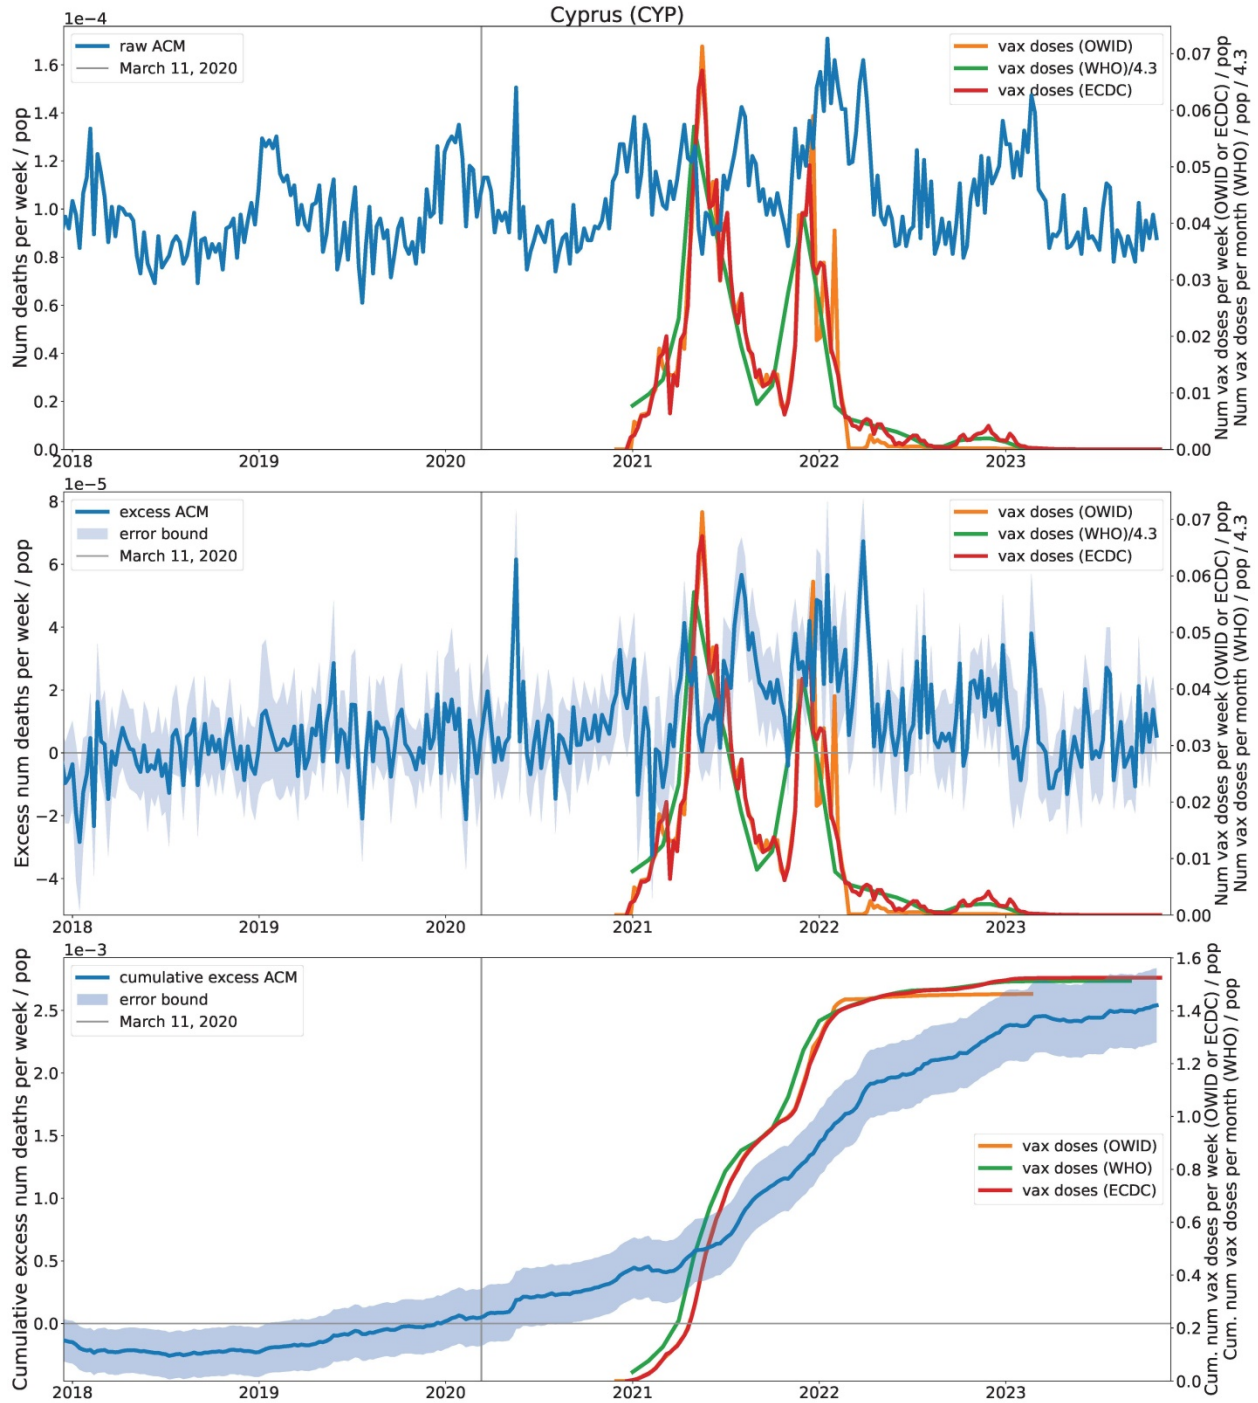 Cyprus (CYP)
1e−4
raw ACM
March 11, 2020
vax doses (OWID)
vax doses (WHO)/4.3
vax doses (ECDC)
Num deaths per week / pop
1.6
1.4
1.2
1.0
0.8
0.6
0.4
0.2
0.0
0.07
0.06
0.05
0.04
0.03
0.02
0.01
0.00
Num vax doses per week (OWID or ECDC) / pop
Num vax doses per month (WHO) / pop / 4.3
2018 2019 2020 2021 2022 2023
1e−5
excess ACM
error bound
March 11, 2020
vax doses (OWID)
vax doses (WHO)/4.3
vax doses (ECDC)
Excess num deaths per week / pop
8
6
4
2
0
−2
−4
0.07
0.06
0.05
0.04
0.03
0.02
0.01
0.00
Num vax doses per week (OWID or ECDC) / pop
Num vax doses per month (WHO) / pop / 4.3
2018 2019 2020 2021 2022 2023
1e−3
cumulative excess ACM
error bound
March 11, 2020
vax doses (OWID)
vax doses (WHO)
vax doses (ECDC)
Cumulative excess num deaths per week / pop
2.5
2.0
1.5
1.0
0.5
0.0
1.6
1.4
1.2
1.0
0.8
0.6
0.4
0.2
0.0
Cum. num vax doses per week (OWID or ECDC) / pop
Cum. num vax doses per month (WHO) / pop
2018 2019 2020 2021 2022 2023